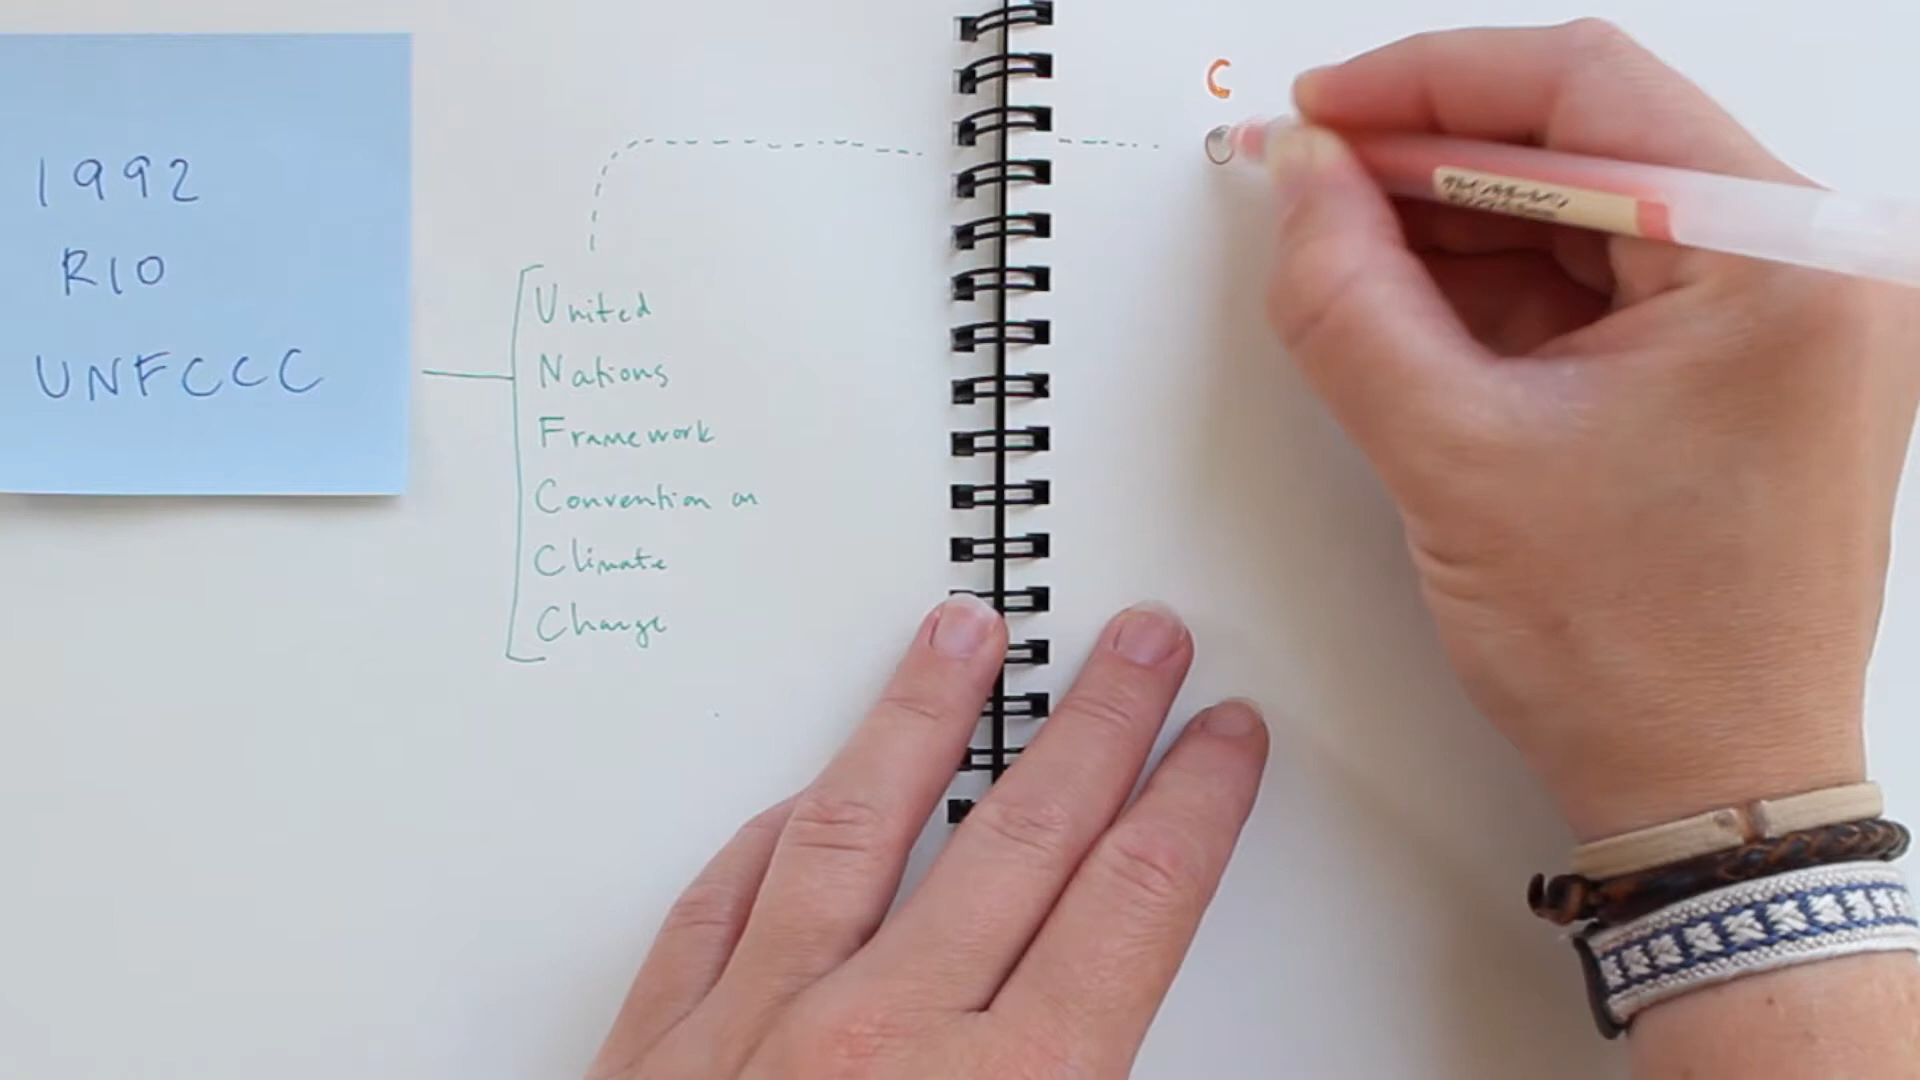 1992
RIO
UNFCCC
United
Nations
Framework
Convention on
Climate
Change
C
O